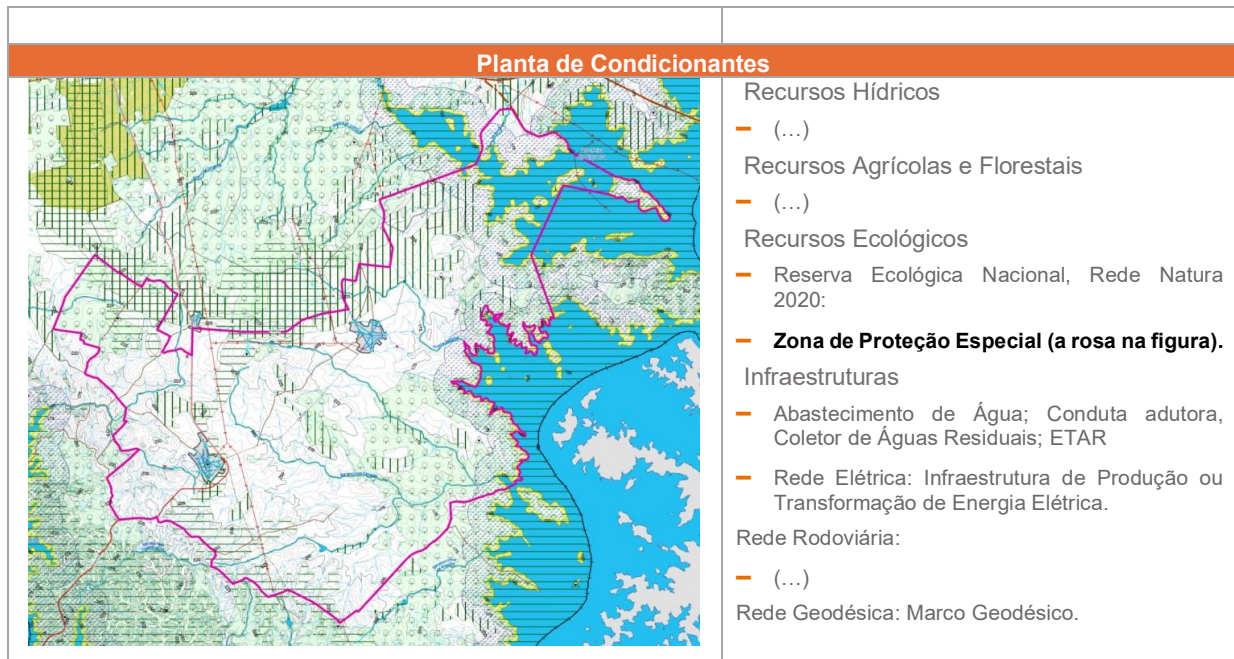 Planta de Condicionantes
Recursos Hídricos
– (…)
Recursos Agrícolas e Florestais
– (…)
Recursos Ecológicos
– Reserva Ecológica Nacional, Rede Natura
2020:
– Zona de Proteção Especial (a rosa na figura).
Infraestruturas
– Abastecimento de Água; Conduta adutora,
Coletor de Águas Residuais; ETAR
– Rede Elétrica: Infraestrutura de Produção ou
Transformação de Energia Elétrica.
Rede Rodoviária:
– (…)
Rede Geodésica: Marco Geodésico.